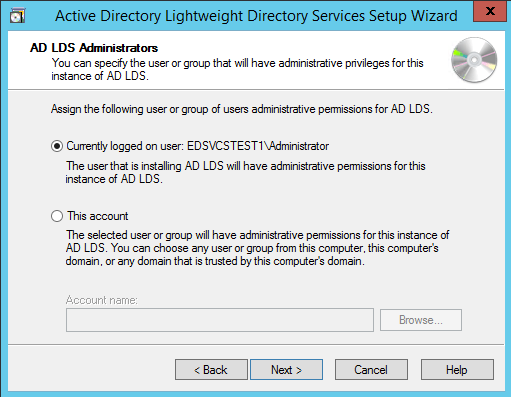 Active Directory Lightweight Directory Services Setup Wizard
x
AD LDS Administrators
You can specify the user or group that will have administrative privileges for this
instance of AD LDS.
Assign the following user or group of users administrative permissions for AD LDS.
Currently logged on user: EDSVCSTEST1\Administrator
The user that is installing AD LDS will have administrative permissions for this
instance of AD LDS.
This account
The selected user or group will have administrative permissions for this instance of
AD LDS. You can choose any user or group from this computer, this computer's
domain, or any domain that is trusted by this computer's domain.
Account name:
Browse...
< Back
Next >
Cancel
Help